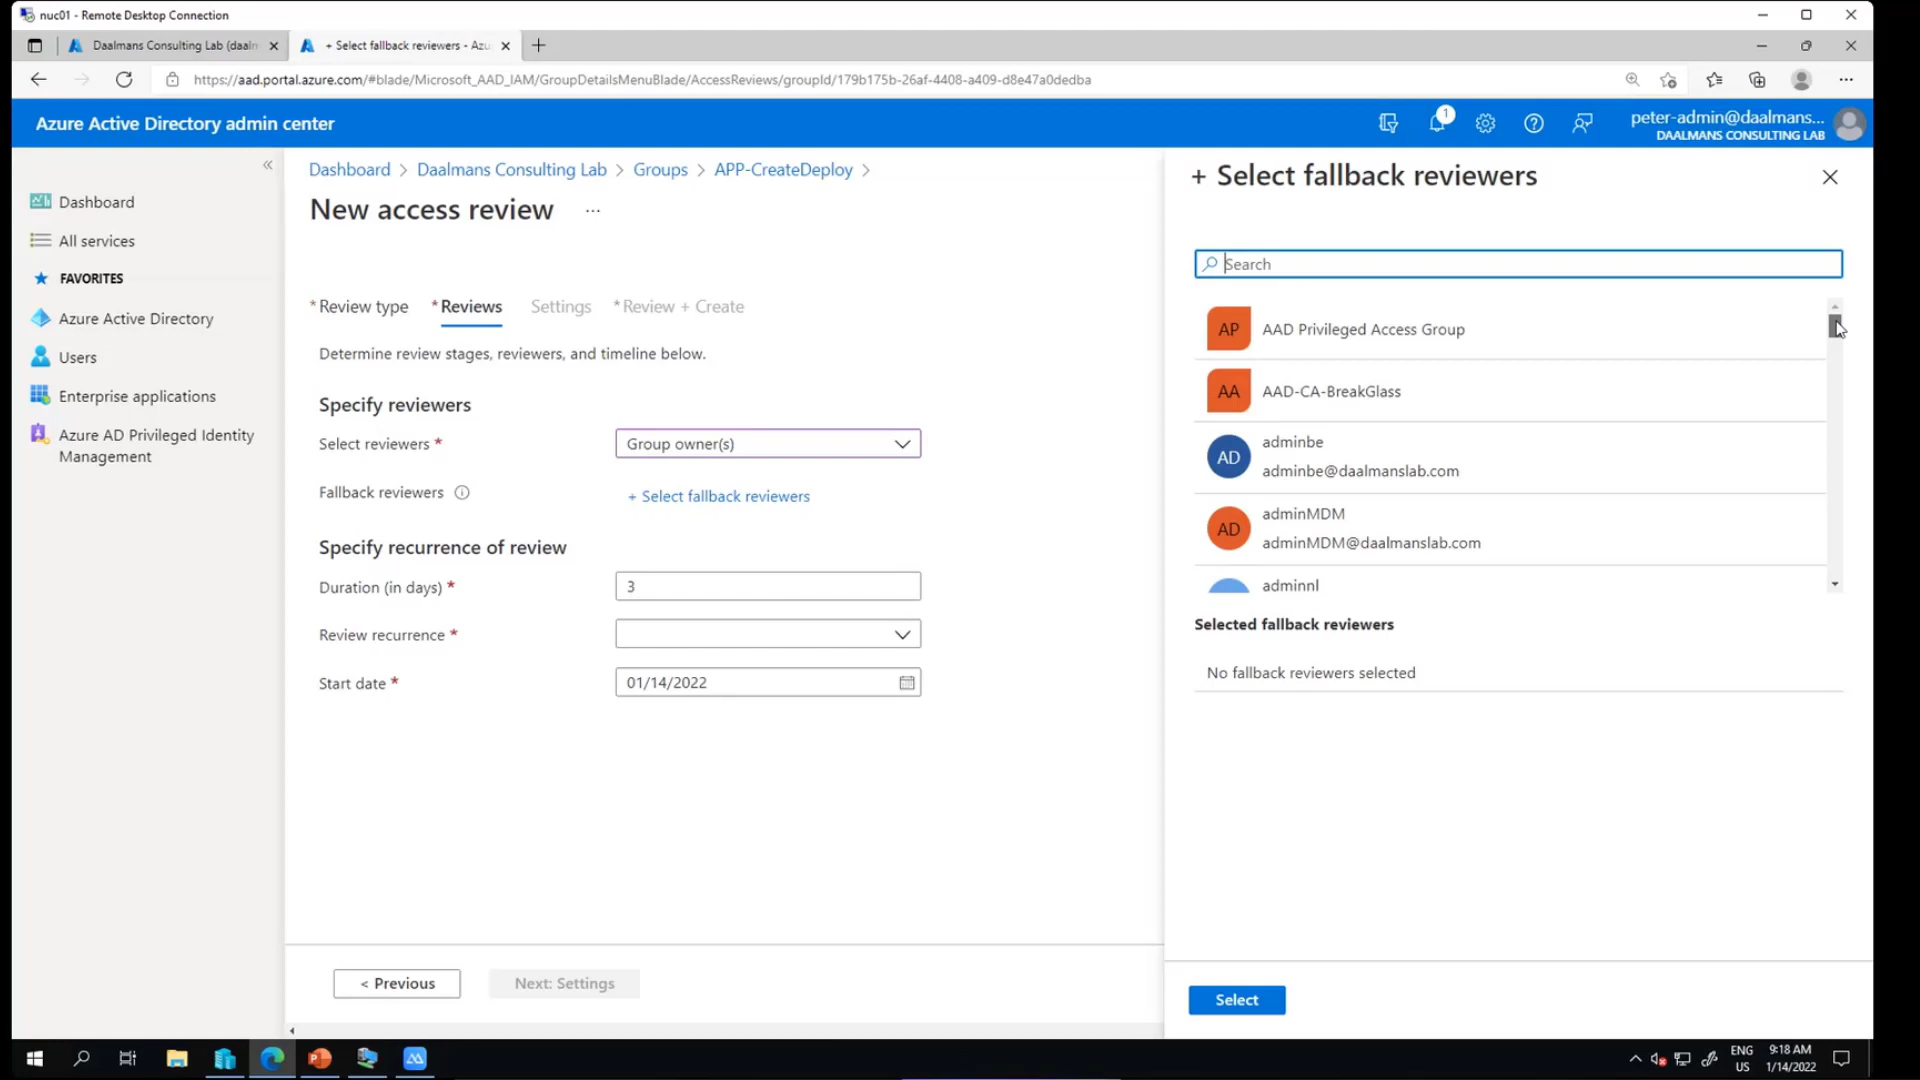 nuc01 - Remote Desktop Connection
Daalmans Consulting Lab (daaln
+ Select fallback reviewers - Azu
https://aad.portal.azure.com/#blade/Microsoft_AAD_IAM/GroupDetailsMenuBlade/AccessReviews/groupId/179b175b-26af-4408-a409-d8e47a0dedba
Azure Active Directory admin center
1
peter-admin@daalmans...
DAALMANS CONSULTING LAB
Dashboard
All services
FAVORITES
Azure Active Directory
Users
Enterprise applications
Azure AD Privileged Identity
Management
Dashboard > Daalmans Consulting Lab > Groups > APP-CreateDeploy >
New access review ...
* Review type
* Reviews
Settings
* Review + Create
Determine review stages, reviewers, and timeline below.
Specify reviewers
Select reviewers *
Group owner(s)
Fallback reviewers
+ Select fallback reviewers
Specify recurrence of review
Duration (in days) *
3
Review recurrence *
Start date *
01/14/2022
< Previous
Next: Settings
+ Select fallback reviewers
Search
AP
AAD Privileged Access Group
AA
AAD-CA-BreakGlass
AD
adminbe
adminbe@daalmanslab.com
AD
adminMDM
adminMDM@daalmanslab.com
adminnl
Selected fallback reviewers
No fallback reviewers selected
Select
ENG
US
9:18 AM
1/14/2022